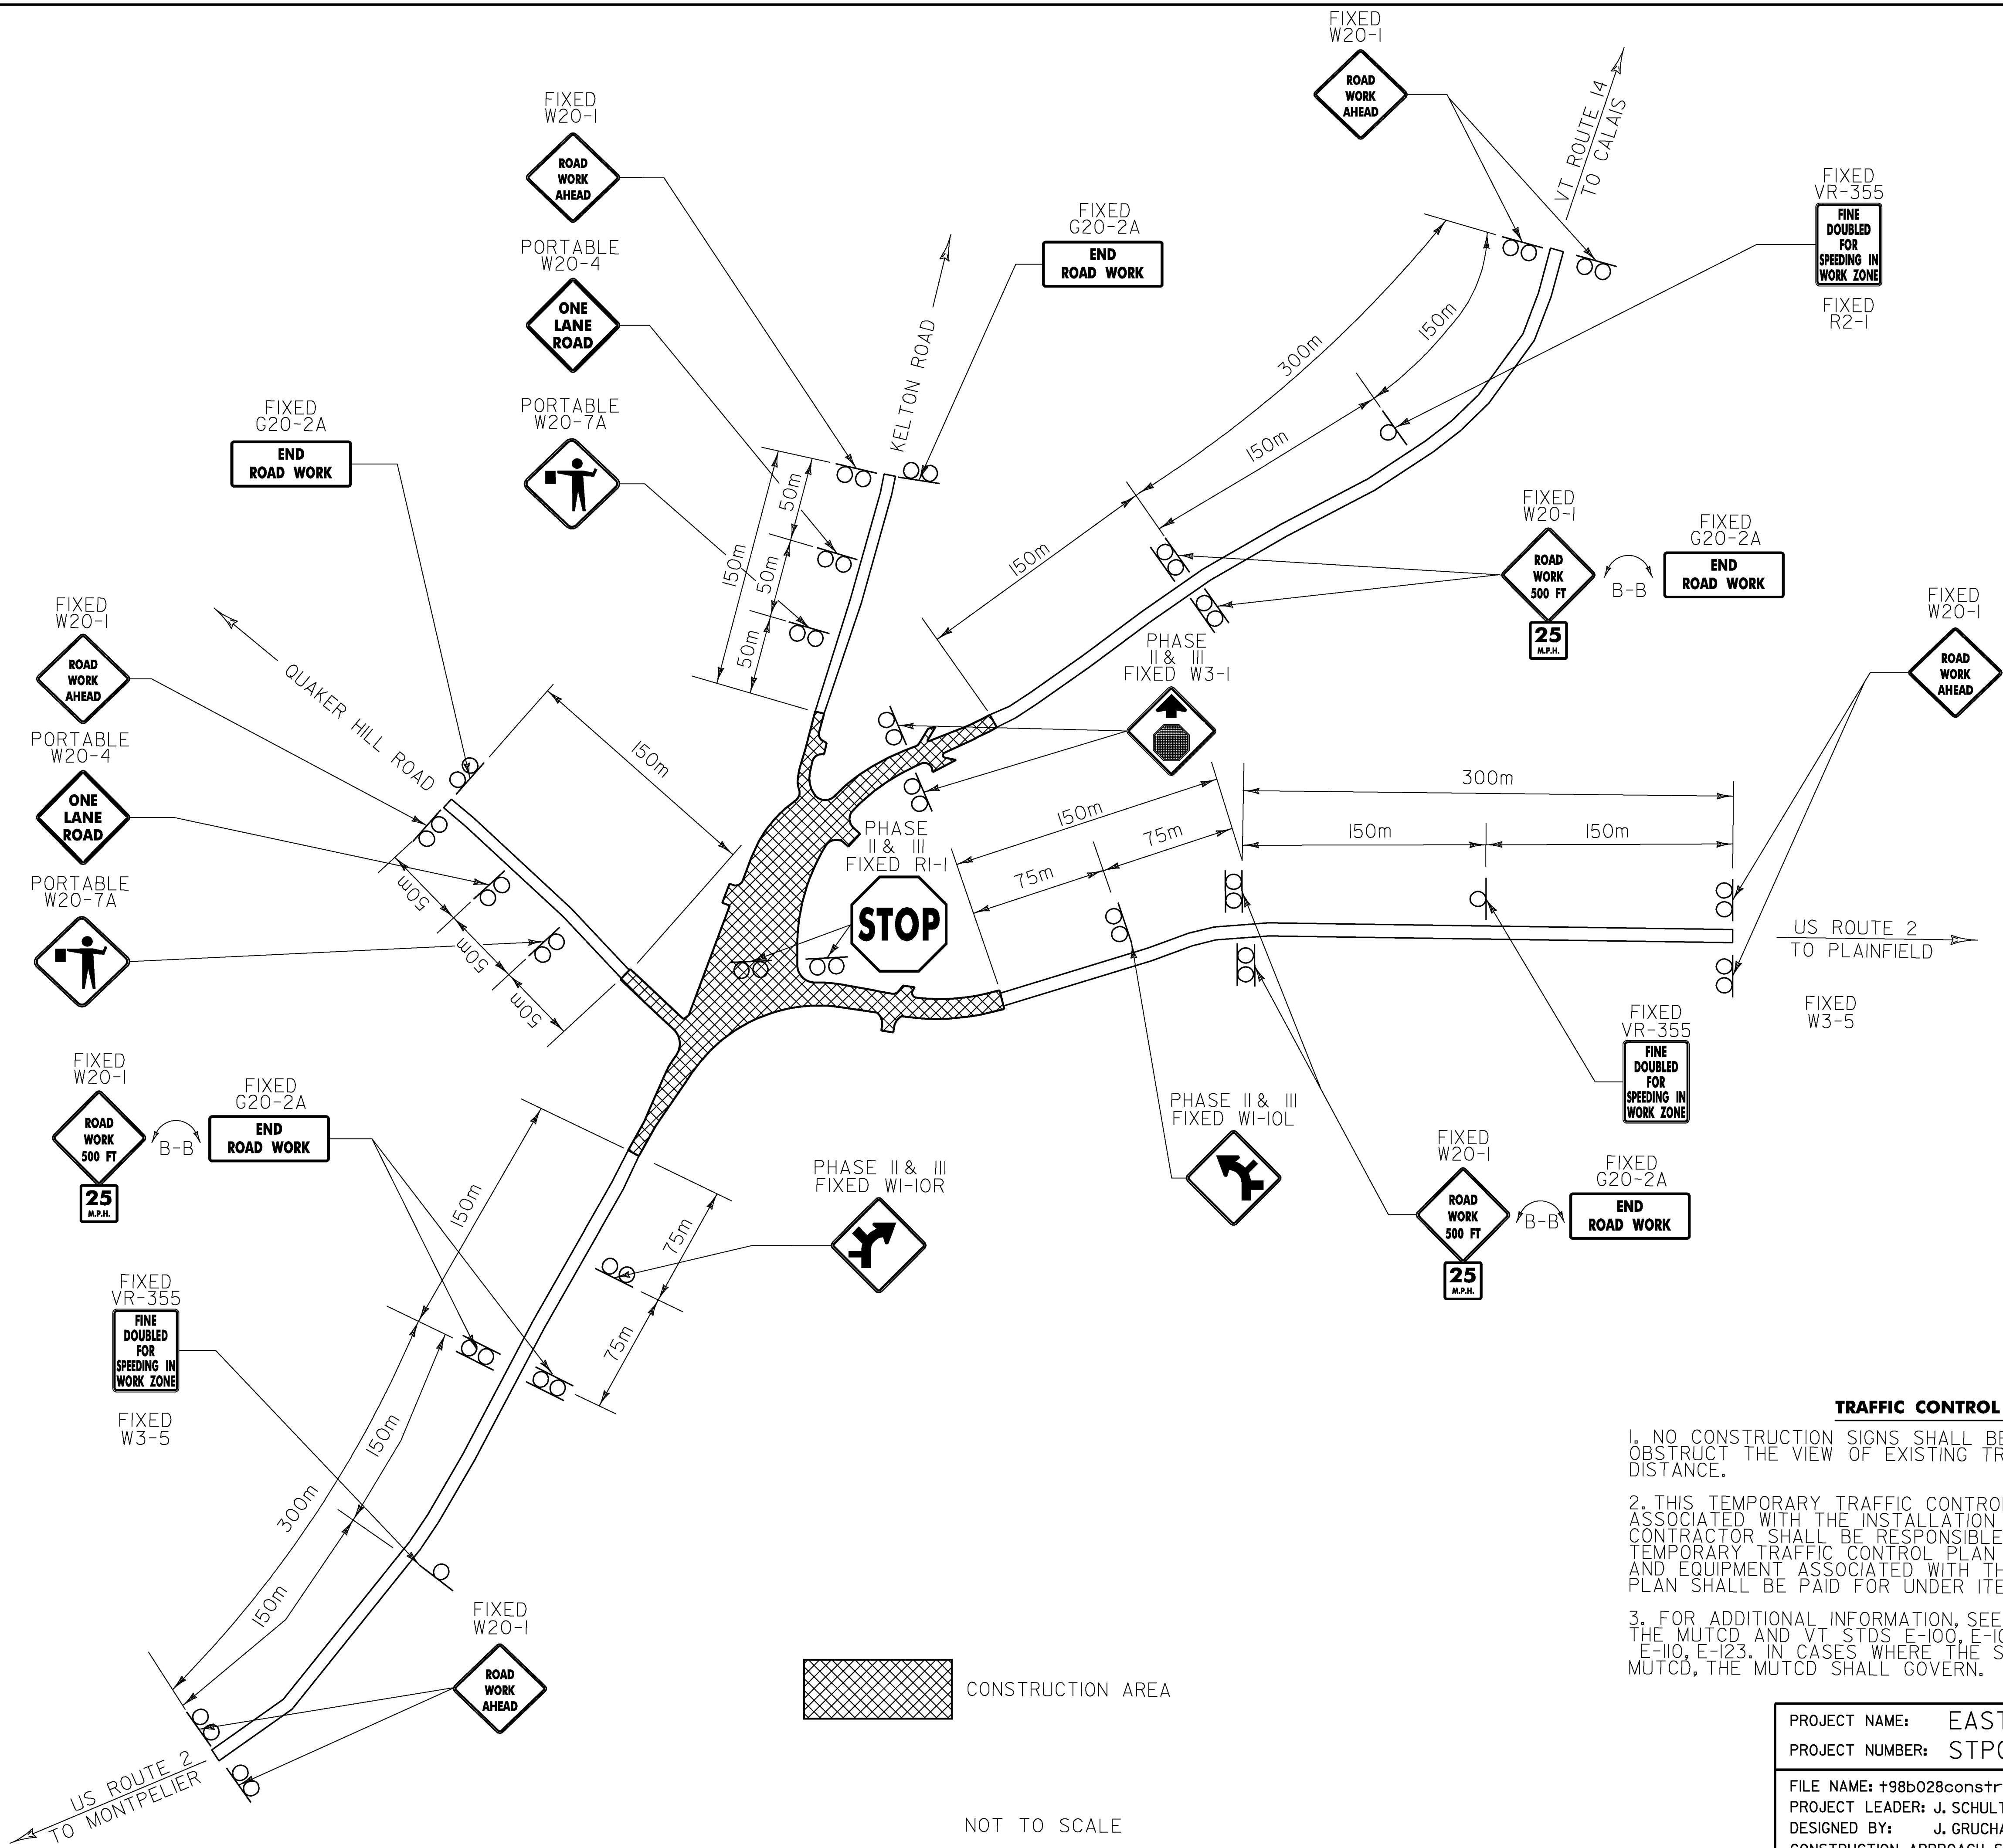 FIXED
W20-1
ROAD
WORK
AHEAD
VT ROUTE 14
TO CALAIS
FIXED
VR-355
FINE
DOUBLED
FOR
SPEEDING IN
WORK ZONE
FIXED
R2-1
FIXED
W20-1
ROAD
WORK
AHEAD
PORTABLE
W20-4
ONE
LANE
ROAD
PORTABLE
W20-7A
FIXED
G20-2A
END
ROAD WORK
KELTON ROAD
150m
50m
50m
50m
300m
150m
150m
150m
FIXED
G20-2A
END
ROAD WORK
FIXED
W20-1
ROAD
WORK
500 FT
25
M.P.H.
B-B
FIXED
G20-2A
END
ROAD WORK
FIXED
W20-1
ROAD
WORK
AHEAD
FIXED
W20-1
ROAD
WORK
AHEAD
PORTABLE
W20-4
ONE
LANE
ROAD
PORTABLE
W20-7A
QUAKER HILL ROAD
150m
50m
50m
50m
PHASE
II & III
FIXED W3-1
PHASE
II & III
FIXED R1-1
STOP
150m
75m
75m
300m
150m
150m
US ROUTE 2
TO PLAINFIELD
FIXED
W3-5
FIXED
VR-355
FINE
DOUBLED
FOR
SPEEDING IN
WORK ZONE
PHASE II & III
FIXED W1-10L
FIXED
W20-1
ROAD
WORK
500 FT
25
M.P.H.
B-B
FIXED
G20-2A
END
ROAD WORK
FIXED
W20-1
ROAD
WORK
500 FT
25
M.P.H.
B-B
FIXED
G20-2A
END
ROAD WORK
PHASE II & III
FIXED W1-10R
150m
75m
75m
FIXED
VR-355
FINE
DOUBLED
FOR
SPEEDING IN
WORK ZONE
FIXED
W3-5
300m
150m
150m
FIXED
W20-1
ROAD
WORK
AHEAD
US ROUTE 2
TO MONTPELIER
CONSTRUCTION AREA
NOT TO SCALE
TRAFFIC CONTROL
1. NO CONSTRUCTION SIGNS SHALL BE
OBSTRUCT THE VIEW OF EXISTING TR
DISTANCE.
2. THIS TEMPORARY TRAFFIC CONTROL
ASSOCIATED WITH THE INSTALLATION
CONTRACTOR SHALL BE RESPONSIBLE
TEMPORARY TRAFFIC CONTROL PLAN
AND EQUIPMENT ASSOCIATED WITH TH
PLAN SHALL BE PAID FOR UNDER ITE
3. FOR ADDITIONAL INFORMATION, SEE
THE MUTCD AND VT STDS E-100, E-10
E-110, E-123. IN CASES WHERE THE S
MUTCD, THE MUTCD SHALL GOVERN.
PROJECT NAME: EAST
PROJECT NUMBER: STP
FILE NAME: t98b028constr
PROJECT LEADER: J. SCHULT
DESIGNED BY: J. GRUCHA